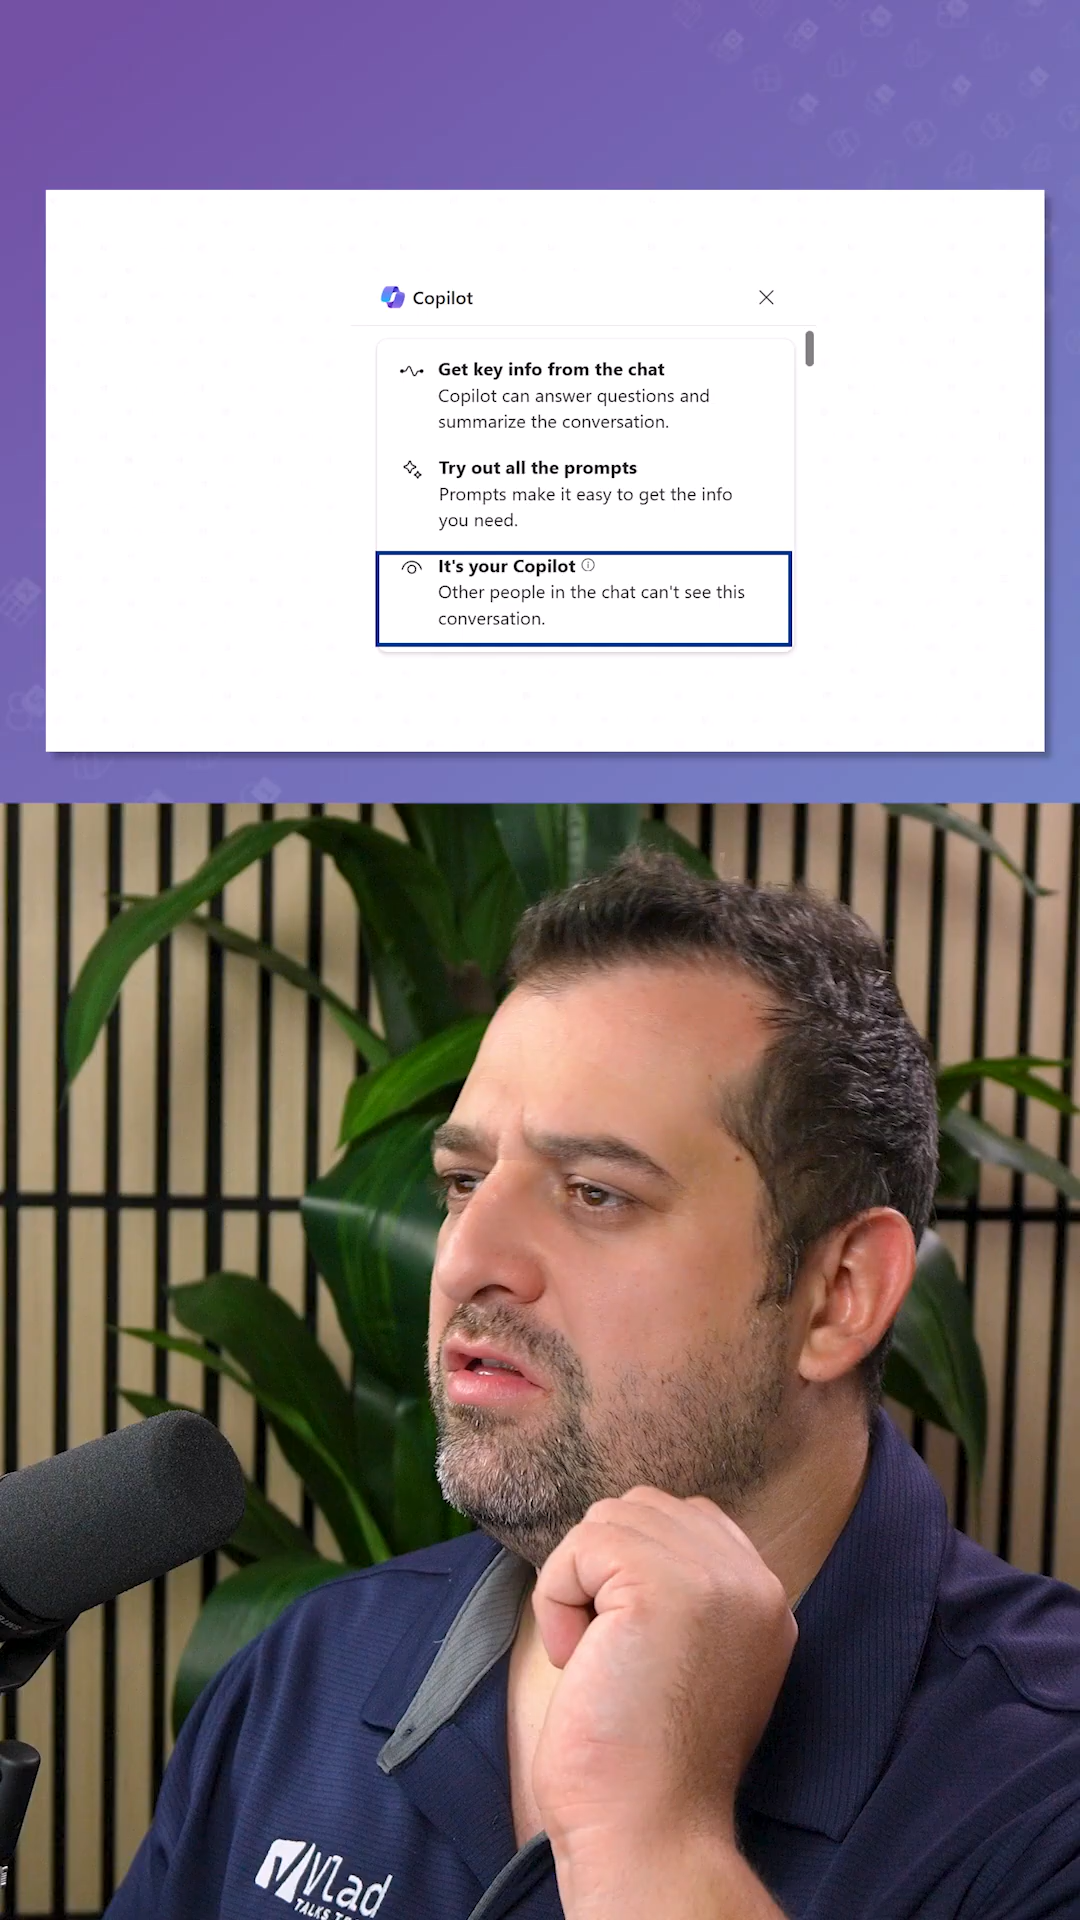 Copilot
Get key info from the chat
Copilot can answer questions and
summarize the conversation.
Try out all the prompts
Prompts make it easy to get the info
you need.
It's your Copilot
Other people in the chat can't see this
conversation.
Vlad
TALKS